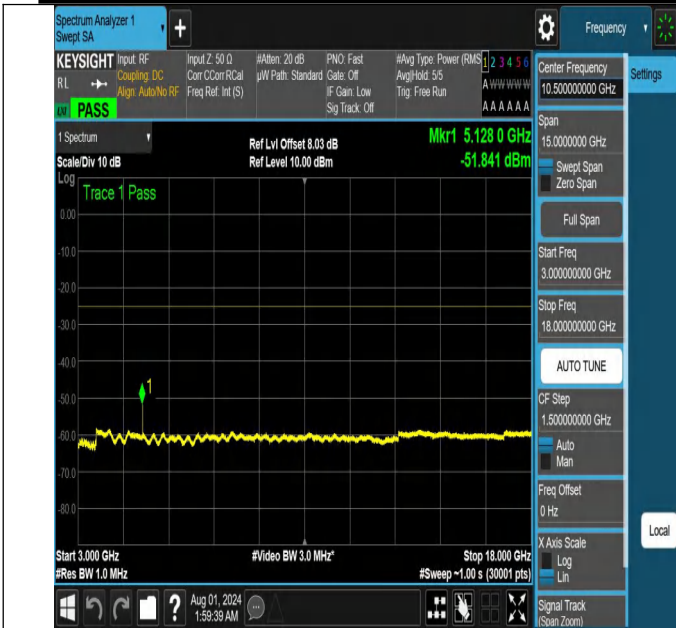 Spectrum Analyzer 1
Swept SA
+
Frequency
KEYSIGHT
RL
PASS
Input: RF
Coupling: DC
Align: Auto/No RF
Input Z: 50 Ω
Corr CCorr RCal
Freq Ref: Int (S)
#Atten: 20 dB
µW Path: Standard
PNO: Fast
Gate: Off
IF Gain: Low
Sig Track: Off
#Avg Type: Power (RMS
Avg|Hold: 5/5
Trig: Free Run
1 2 3 4 5 6
A W W W W W
A A A A A A
1 Spectrum
Scale/Div 10 dB
Log
Ref Lvl Offset 8.03 dB
Ref Level 10.00 dBm
Mkr1 5.128 0 GHz
-51.841 dBm
Trace 1 Pass
0.00
-10.0
-20.0
-30.0
-40.0
-50.0
-60.0
-70.0
-80.0
1
Start 3.000 GHz
#Res BW 1.0 MHz
#Video BW 3.0 MHz*
Stop 18.000 GHz
#Sweep ~1.00 s (30001 pts)
?
Aug 01, 2024
1:59:39 AM
Center Frequency
10.500000000 GHz
Span
15.0000000 GHz
Swept Span
Zero Span
Full Span
Start Freq
3.000000000 GHz
Stop Freq
18.000000000 GHz
AUTO TUNE
CF Step
1.500000000 GHz
Auto
Man
Freq Offset
0 Hz
X Axis Scale
Log
Lin
Signal Track
(Span Zoom)
Settings
Local